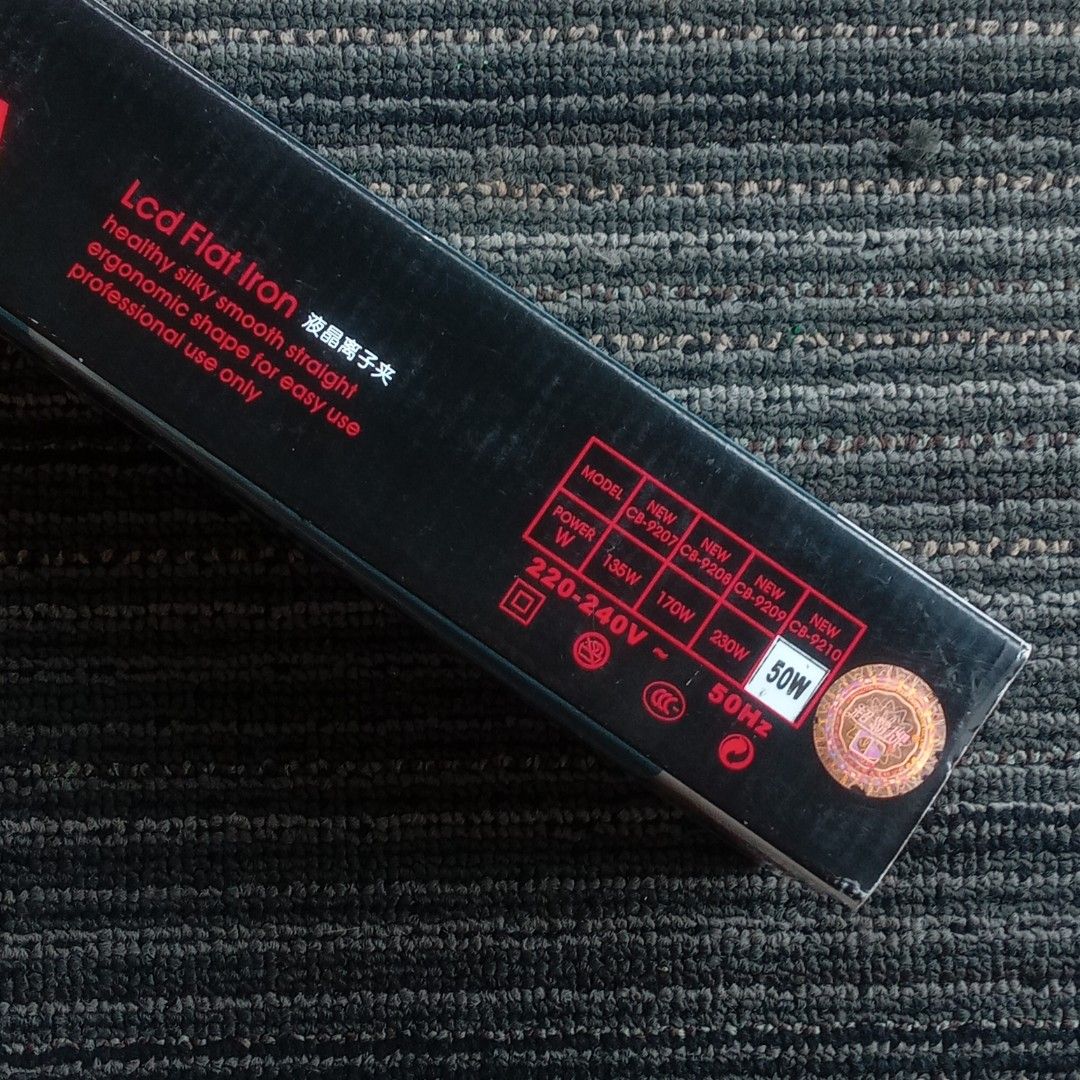 Lcd Flat Iron 液晶离子夹
healthy silky smooth straight
ergonomic shape for easy use
professional use only
MODEL NEW CB-9207 NEW CB-9208 NEW CB-9209 NEW CB-9210
POWER W 135W 170W 230W 50W
220-240V ~ 50Hz
CCC